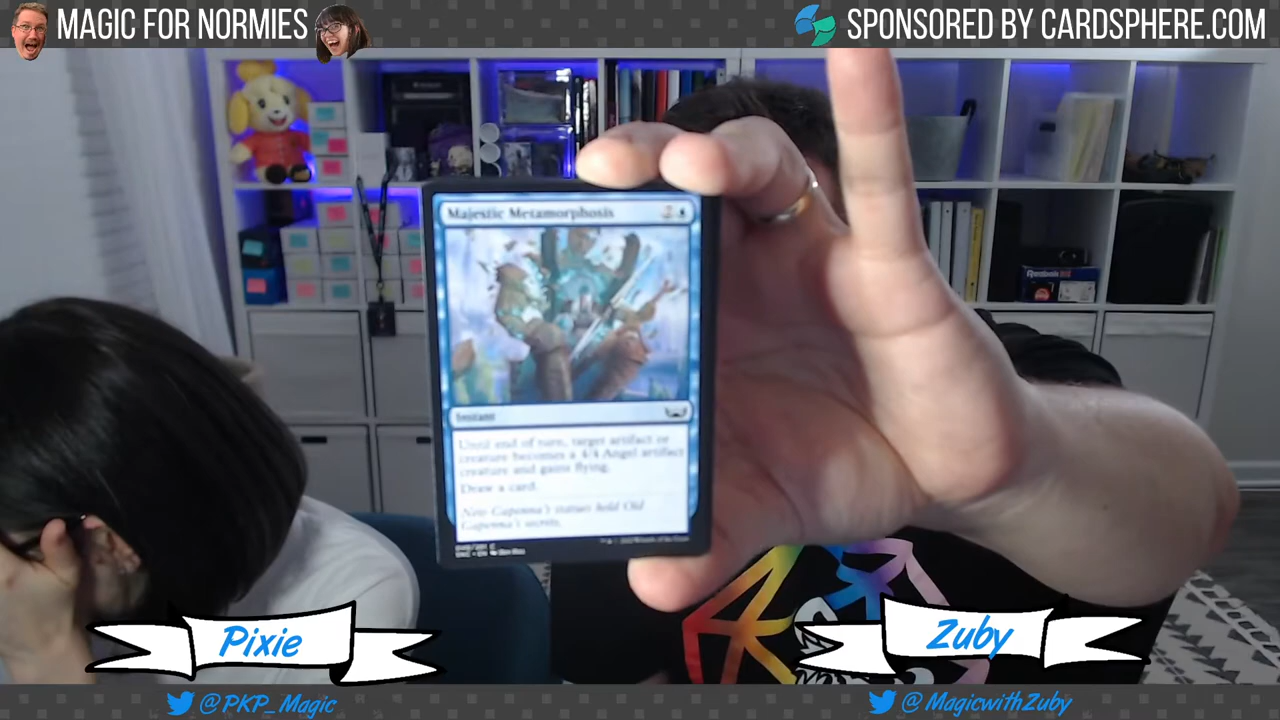 MAGIC FOR NORMIES
SPONSORED BY CARDSPHERE.COM
Majestic Metamorphosis
Instant
Until end of turn, target artifact or
creature becomes a 4/4 Angel artifact
creature and gains flying.
Draw a card.
New Capenna's statues hold Old
Capenna's secrets.
Pixie
Zuby
@PKP_Magic
@MagicwithZuby